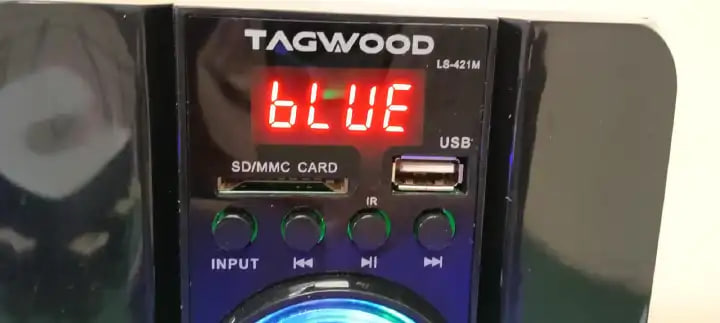 TAGWOOD
LS-421M
bLUE
USB
SD/MMC CARD
IR
INPUT